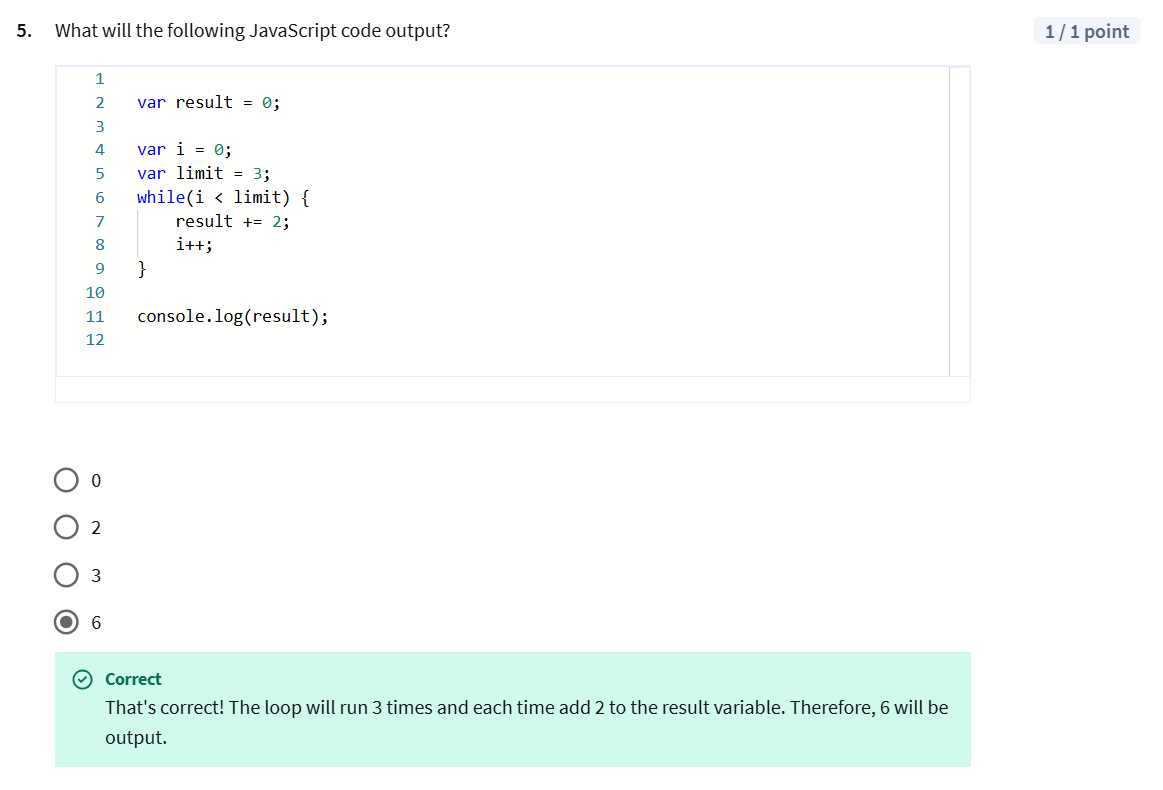 5. What will the following JavaScript code output?
1 / 1 point
1
2 var result = 0;
3
4 var i = 0;
5 var limit = 3;
6 while(i < limit) {
7     result += 2;
8     i++;
9 }
10
11 console.log(result);
12
0
2
3
6
Correct
That's correct! The loop will run 3 times and each time add 2 to the result variable. Therefore, 6 will be
output.